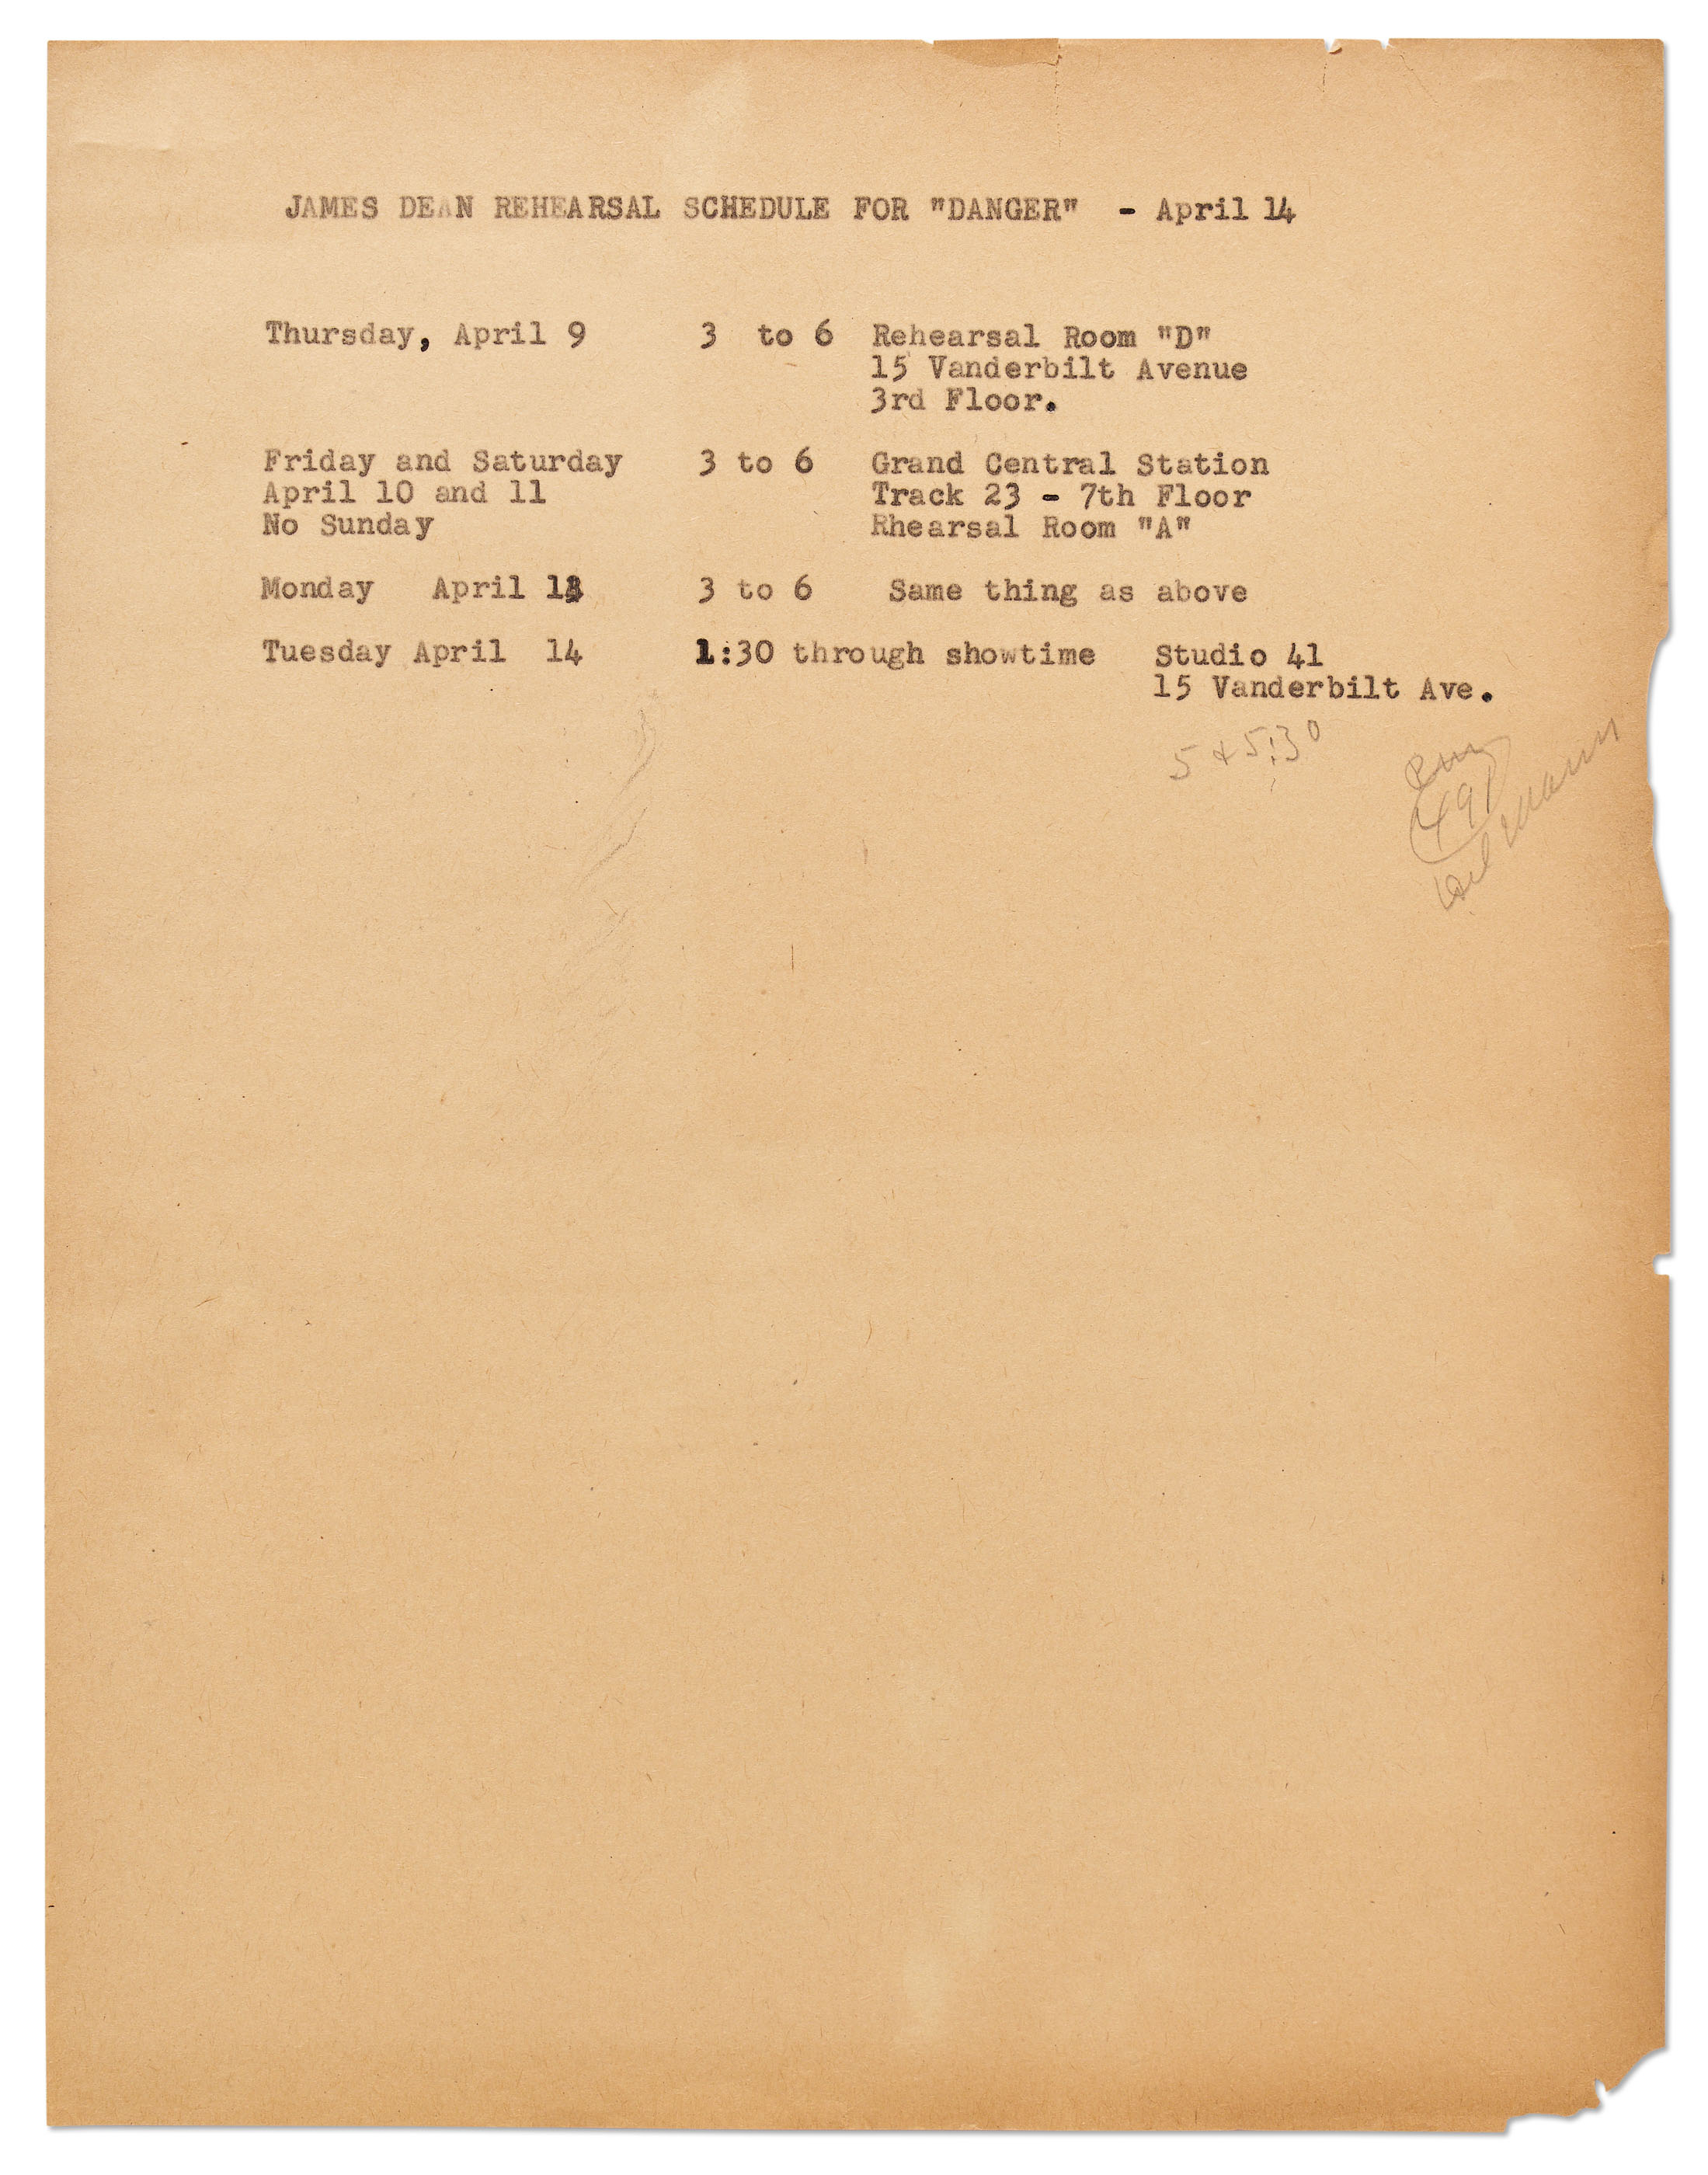 JAMES DEAN REHEARSAL SCHEDULE FOR "DANGER" - April 14
Thursday, April 9 3 to 6 Rehearsal Room "D"
15 Vanderbilt Avenue
3rd Floor.
Friday and Saturday 3 to 6 Grand Central Station
April 10 and 11 Track 23 - 7th Floor
No Sunday Rhearsal Room "A"
Monday April 13 3 to 6 Same thing as above
Tuesday April 14 1:30 through showtime Studio 41
15 Vanderbilt Ave.
5 + 5:30
491